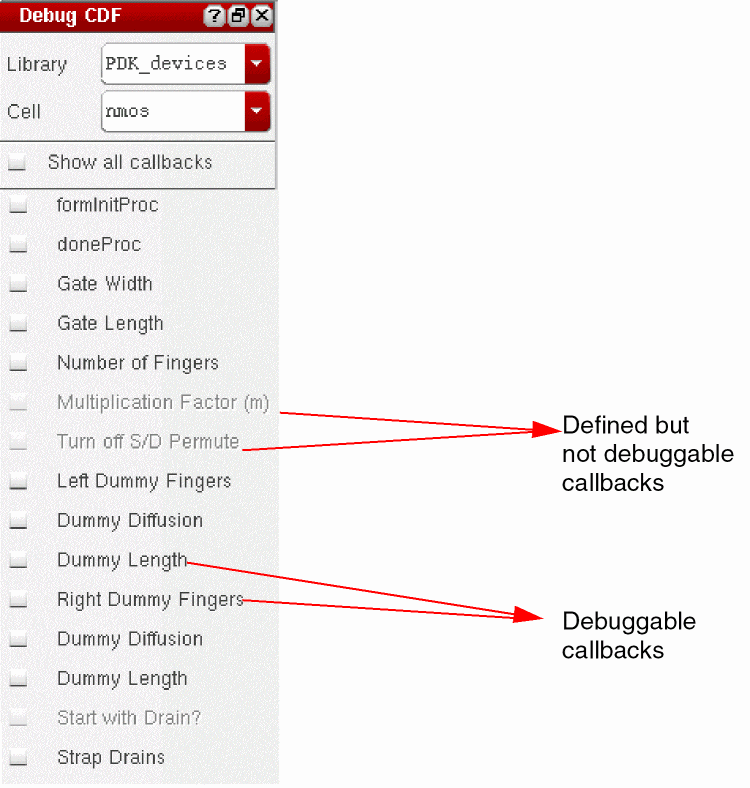 Debug CDF
Library PDK_devices
Cell nmos
Show all callbacks
formInitProc
doneProc
Gate Width
Gate Length
Number of Fingers
Multiplication Factor (m)
Turn off S/D Permute
Left Dummy Fingers
Dummy Diffusion
Dummy Length
Right Dummy Fingers
Dummy Diffusion
Dummy Length
Start with Drain?
Strap Drains
Defined but
not debuggable
callbacks
Debuggable
callbacks